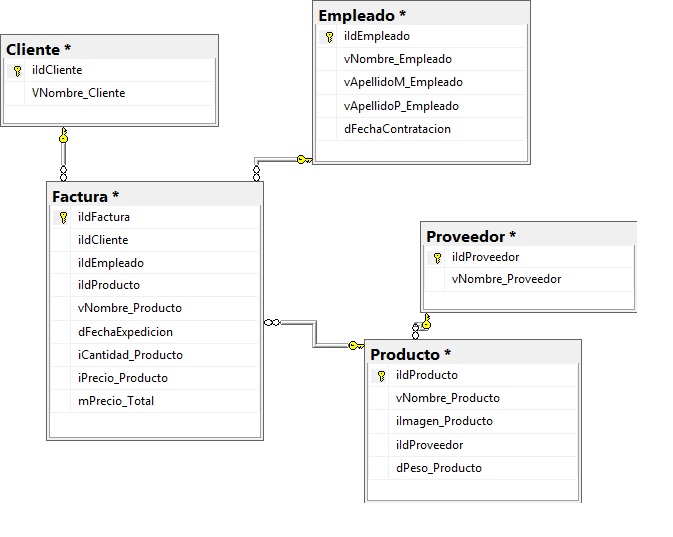 Empleado *
iIdEmpleado
vNombre_Empleado
vApellidoM_Empleado
vApellidoP_Empleado
dFechaContratacion
Cliente *
iIdCliente
VNombre_Cliente
Factura *
iIdFactura
iIdCliente
iIdEmpleado
iIdProducto
vNombre_Producto
dFechaExpedicion
iCantidad_Producto
iPrecio_Producto
mPrecio_Total
Proveedor *
iIdProveedor
vNombre_Proveedor
Producto *
iIdProducto
vNombre_Producto
iImagen_Producto
iIdProveedor
dPeso_Producto